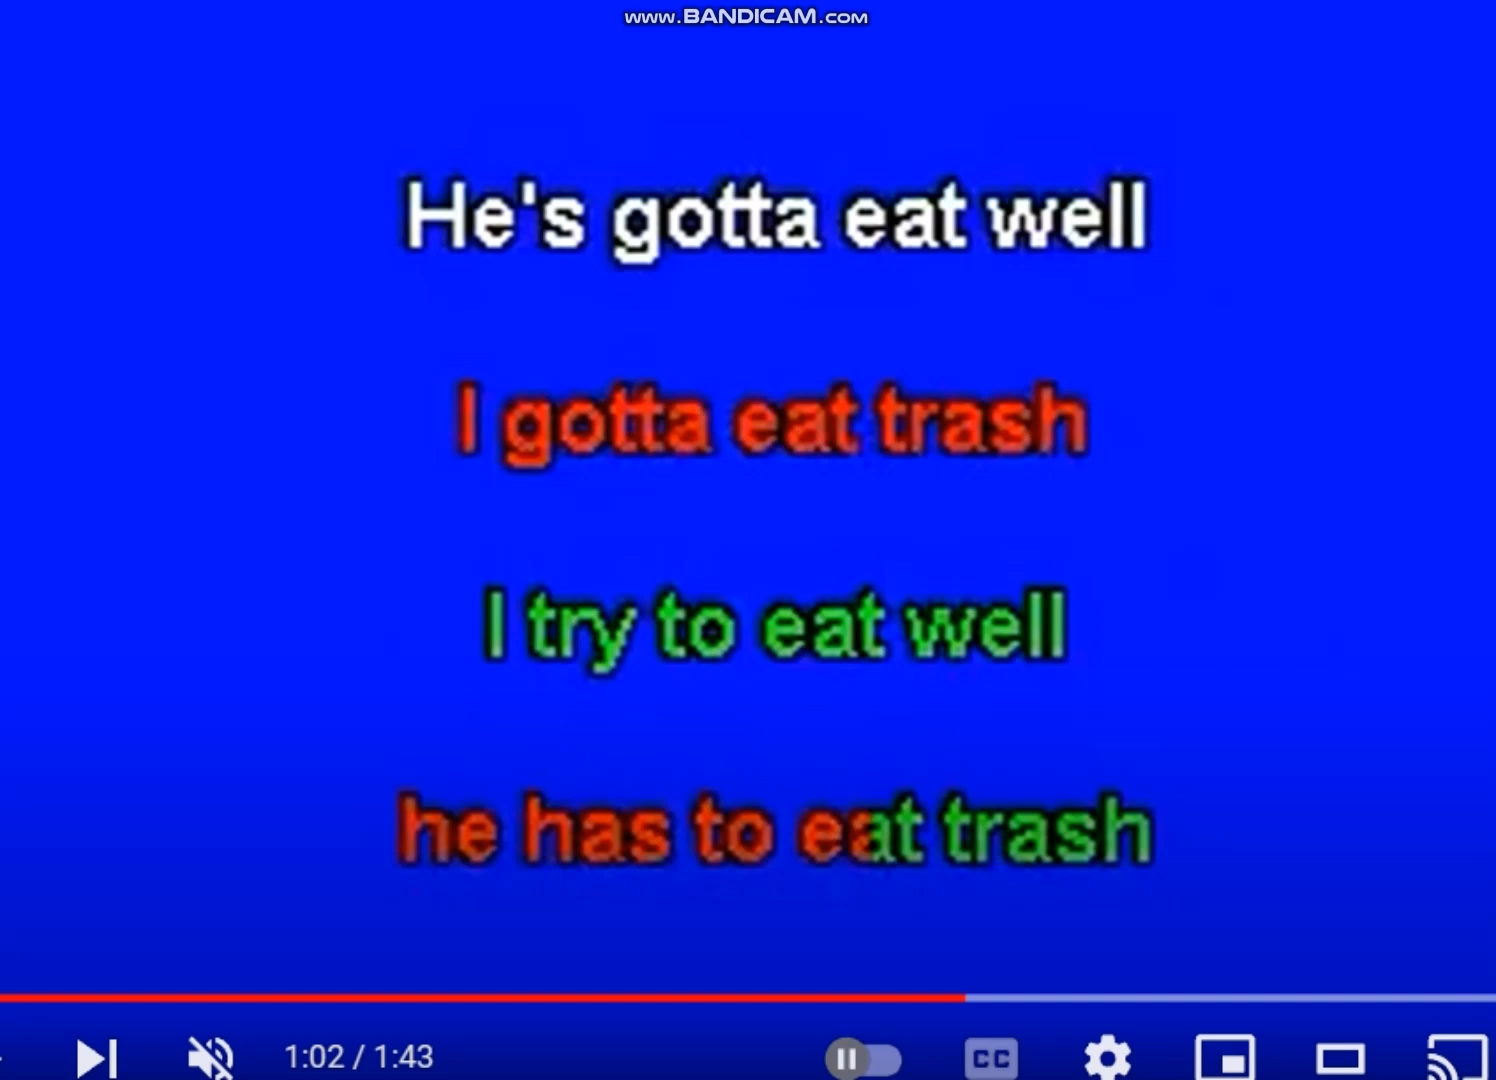 www.BANDICAM.com
He's gotta eat well
I gotta eat trash
I try to eat well
he has to eat trash
1:02 / 1:43
CC